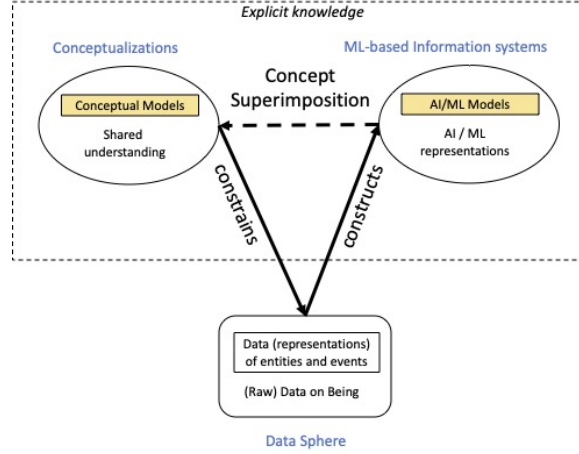 Explicit knowledge
Conceptualizations
ML-based Information systems
Concept
Superimposition
Conceptual Models
Shared
understanding
AI/ML Models
AI / ML
representations
constrains
constructs
Data (representations)
of entities and events
(Raw) Data on Being
Data Sphere